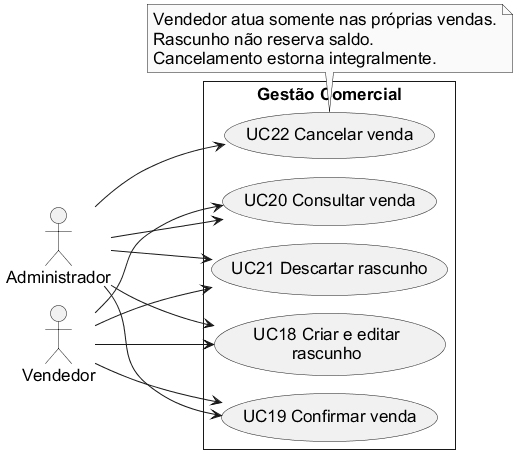 Vendedor atua somente nas próprias vendas.
Rascunho não reserva saldo.
Cancelamento estorna integralmente.
Gestão Comercial
UC22 Cancelar venda
UC20 Consultar venda
UC21 Descartar rascunho
UC18 Criar e editar
rascunho
UC19 Confirmar venda
Administrador
Vendedor